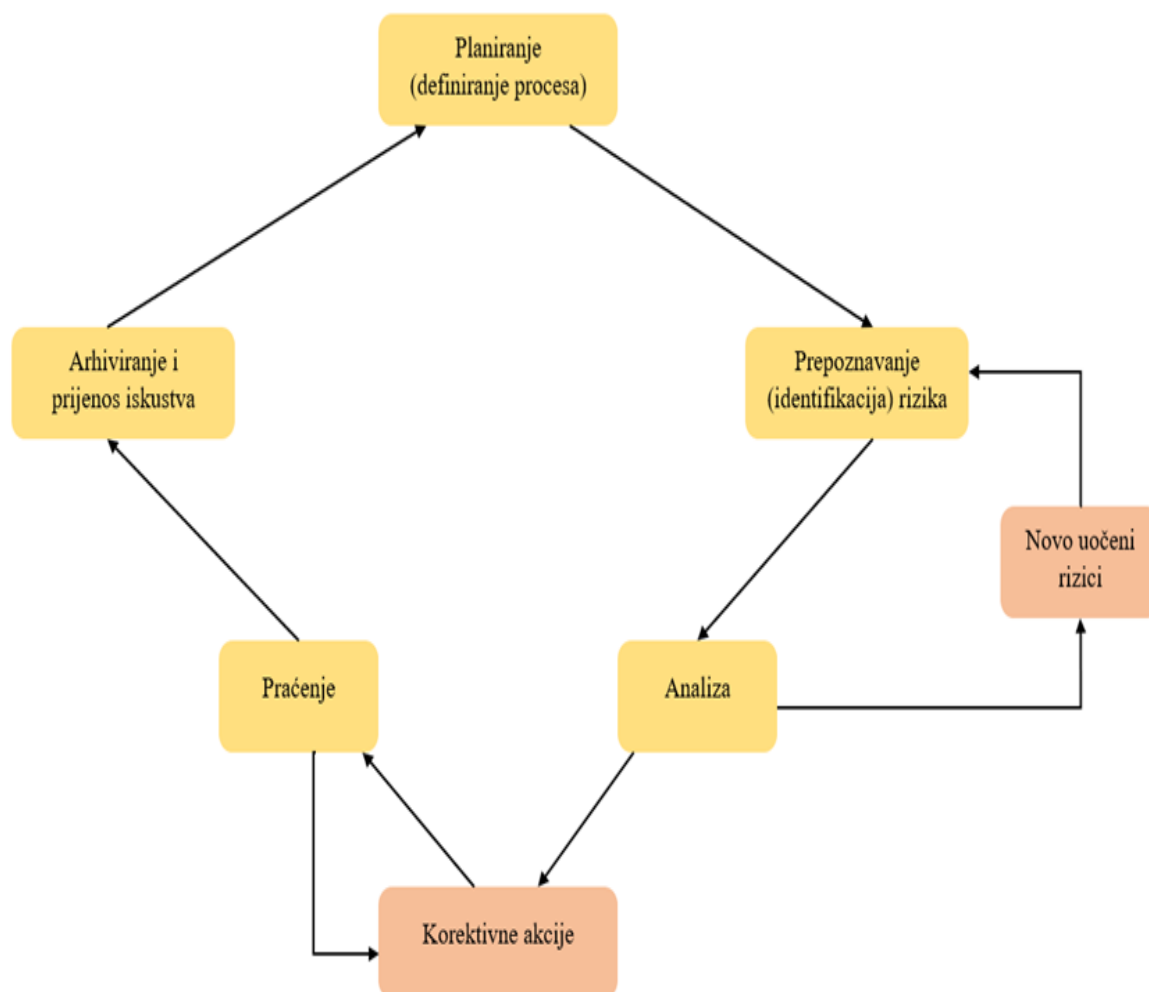 Planiranje
(definiranje procesa)
Arhiviranje i
prijenos iskustva
Prepoznavanje
(identifikacija) rizika
Novo uočeni
rizici
Praćenje
Analiza
Korektivne akcije